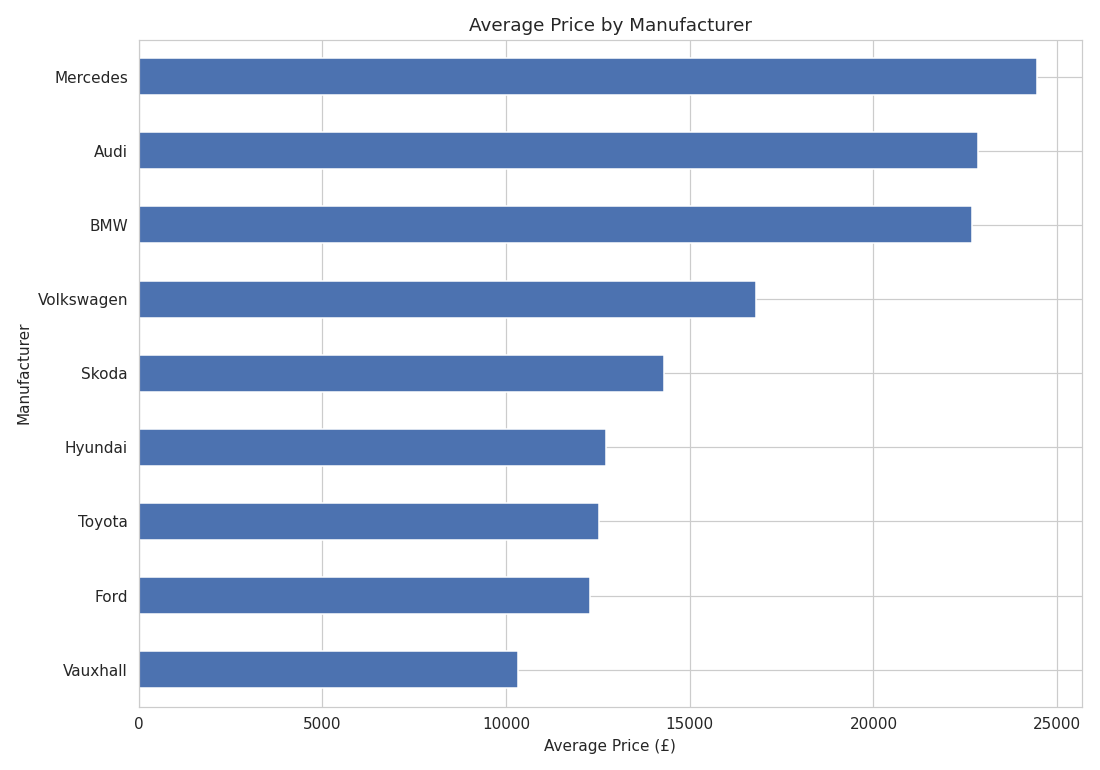 Average Price by Manufacturer
Manufacturer
Mercedes
Audi
BMW
Volkswagen
Skoda
Hyundai
Toyota
Ford
Vauxhall
0 5000 10000 15000 20000 25000
Average Price (£)